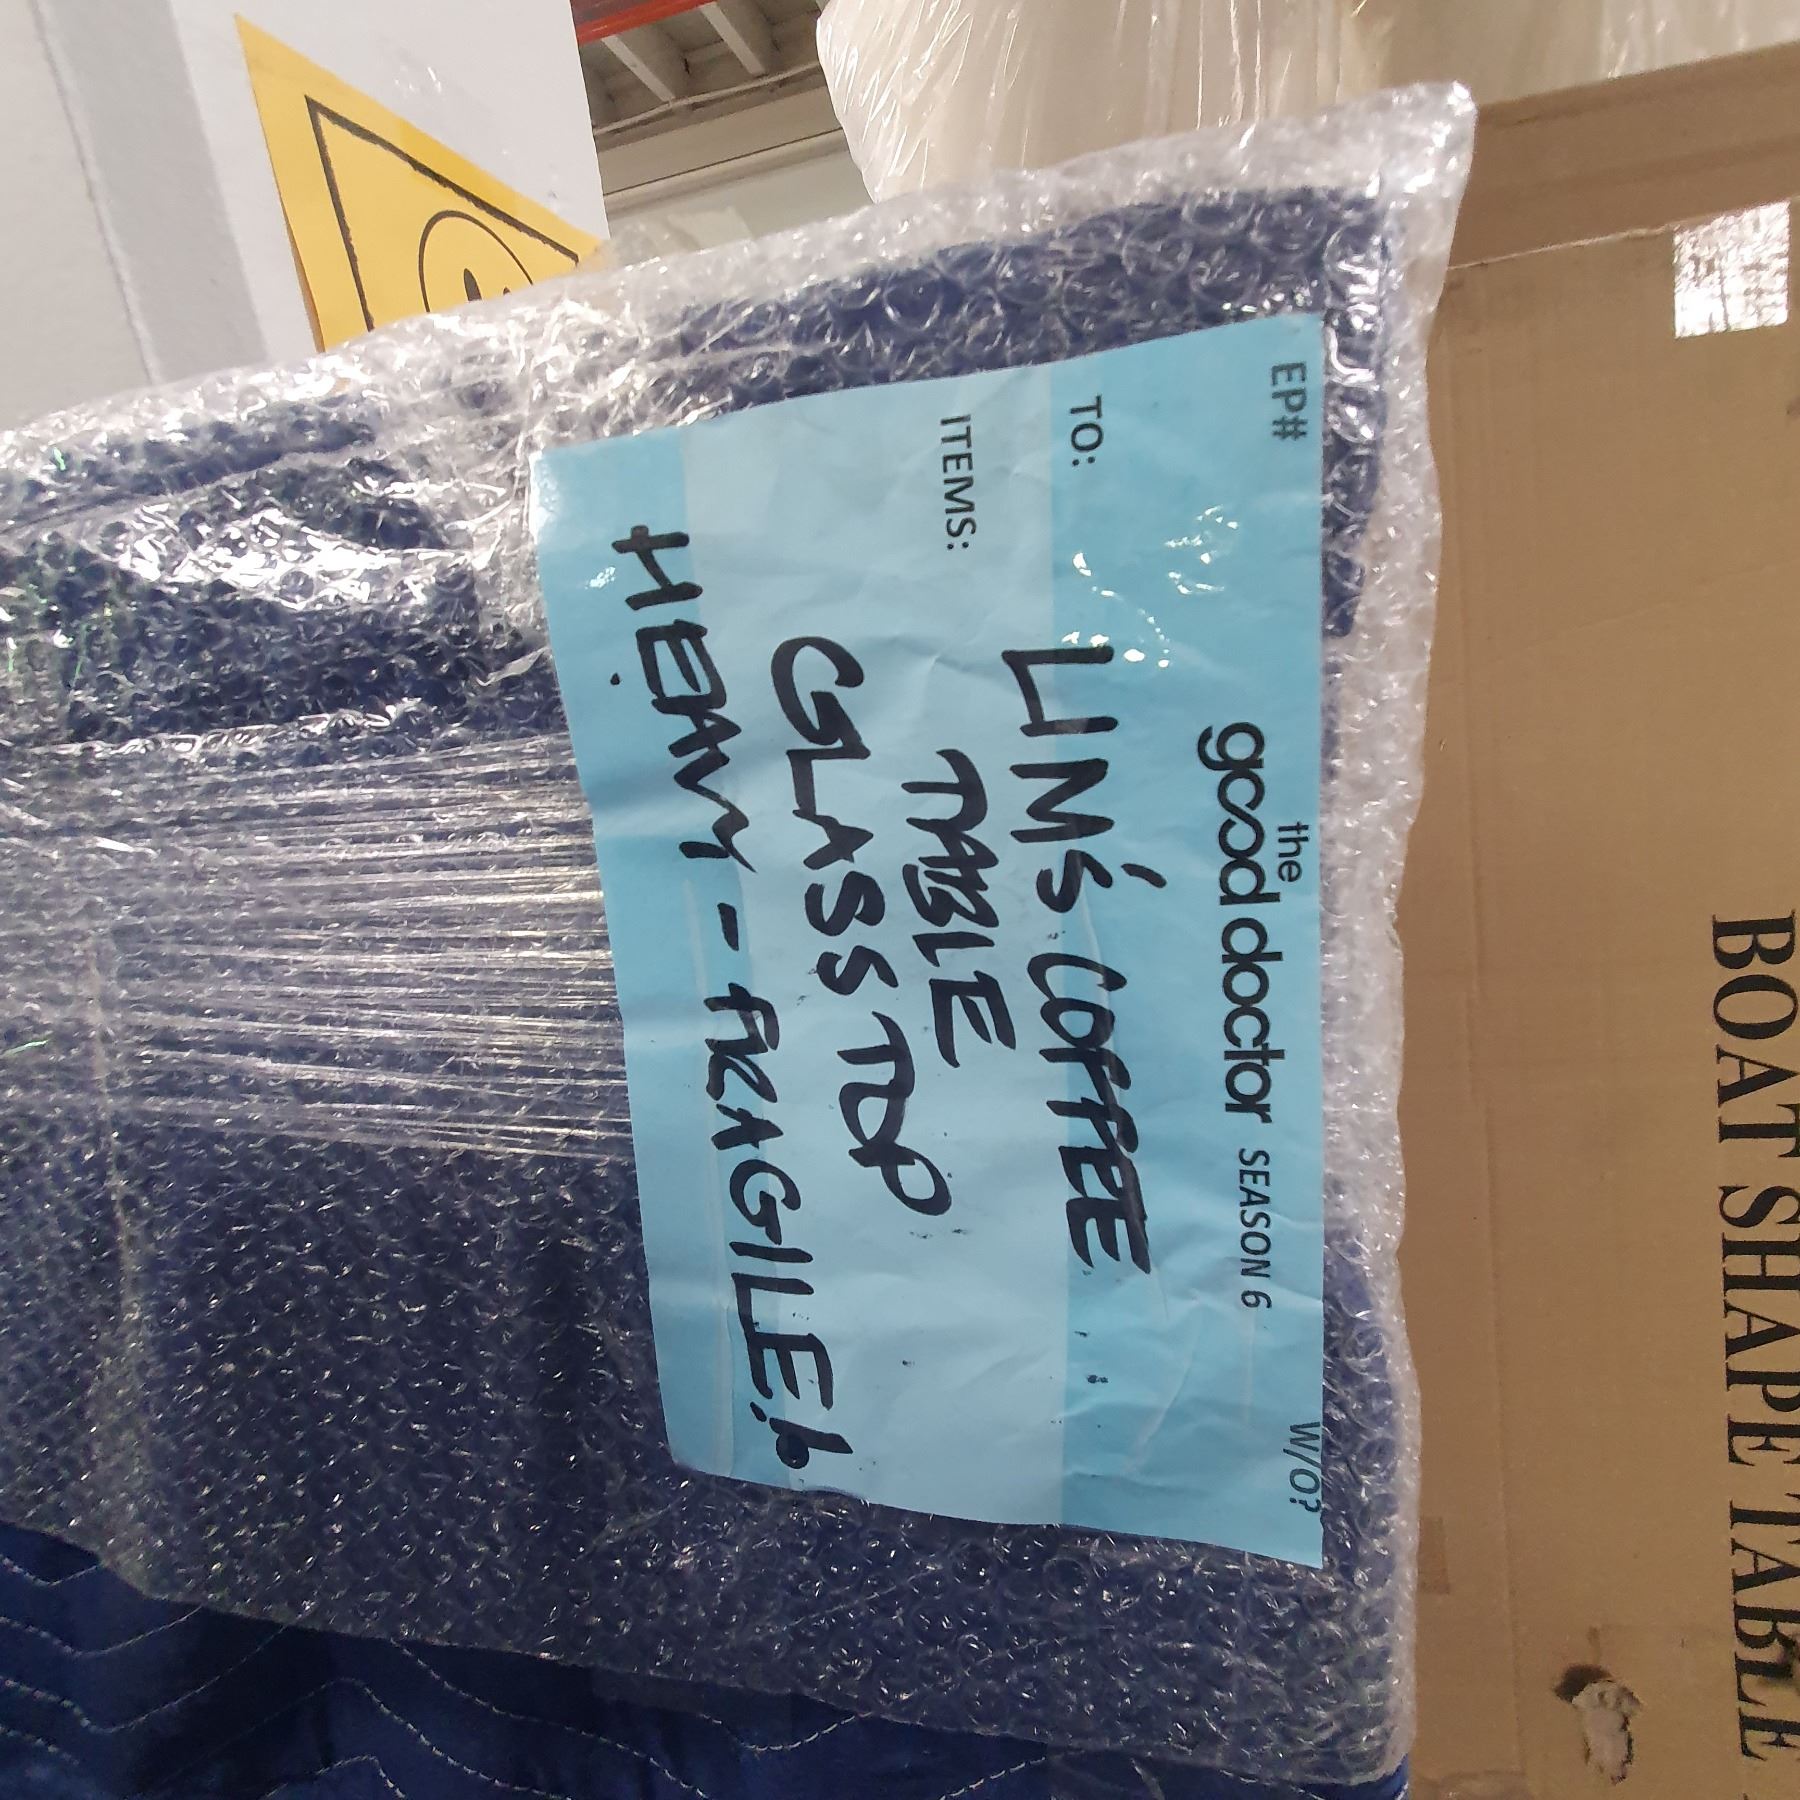 the
EP# good doctor SEASON 6 W/O?
TO:
LIM'S COFFEE
ITEMS:
TABLE
GLASS TOP
HEAVY - FRAGILE!
BOAT SHAPE TABLE